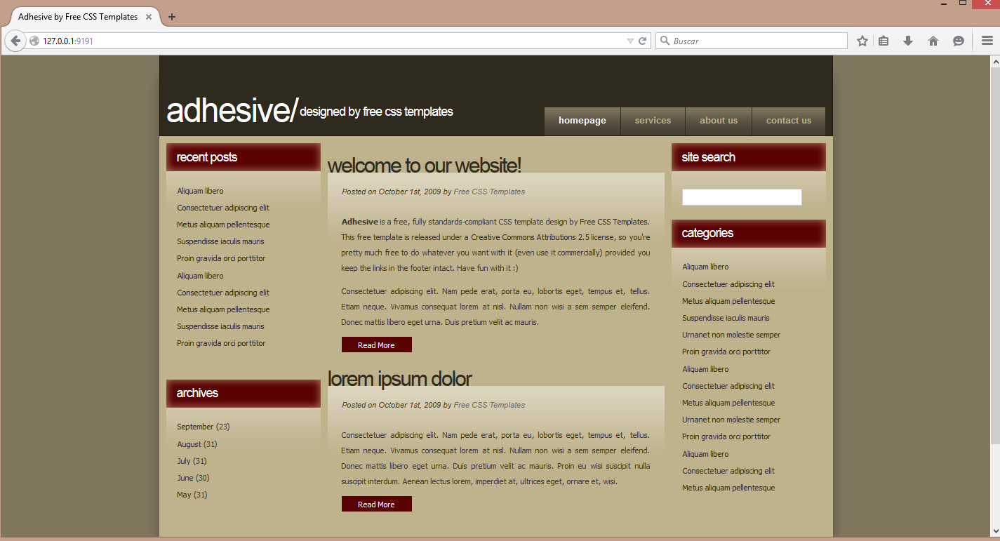 Adhesive by Free CSS Templates
127.0.0.1:9191
Buscar
adhesive/ designed by free css templates
homepage services about us contact us
recent posts
Aliquam libero
Consectetuer adipiscing elit
Metus aliquam pellentesque
Suspendisse iaculis mauris
Proin gravida orci porttitor
Aliquam libero
Consectetuer adipiscing elit
Metus aliquam pellentesque
Suspendisse iaculis mauris
Proin gravida orci porttitor
archives
September (23)
August (31)
July (31)
June (30)
May (31)
welcome to our website!
Posted on October 1st, 2009 by Free CSS Templates
Adhesive is a free, fully standards-compliant CSS template design by Free CSS Templates.
This free template is released under a Creative Commons Attributions 2.5 license, so you're
pretty much free to do whatever you want with it (even use it commercially) provided you
keep the links in the footer intact. Have fun with it :)
Consectetuer adipiscing elit. Nam pede erat, porta eu, lobortis eget, tempus et, tellus.
Etiam neque. Vivamus consequat lorem at nisl. Nullam non wisi a sem semper eleifend.
Donec mattis libero eget urna. Duis pretium velit ac mauris.
Read More
lorem ipsum dolor
Posted on October 1st, 2009 by Free CSS Templates
Consectetuer adipiscing elit. Nam pede erat, porta eu, lobortis eget, tempus et, tellus.
Etiam neque. Vivamus consequat lorem at nisl. Nullam non wisi a sem semper eleifend.
Donec mattis libero eget urna. Duis pretium velit ac mauris. Proin eu wisi suscipit nulla
suscipit interdum. Aenean lectus lorem, imperdiet at, ultrices eget, ornare et, wisi.
Read More
site search
categories
Aliquam libero
Consectetuer adipiscing elit
Metus aliquam pellentesque
Suspendisse iaculis mauris
Urnanet non molestie semper
Proin gravida orci porttitor
Aliquam libero
Consectetuer adipiscing elit
Metus aliquam pellentesque
Urnanet non molestie semper
Proin gravida orci porttitor
Aliquam libero
Consectetuer adipiscing elit
Metus aliquam pellentesque